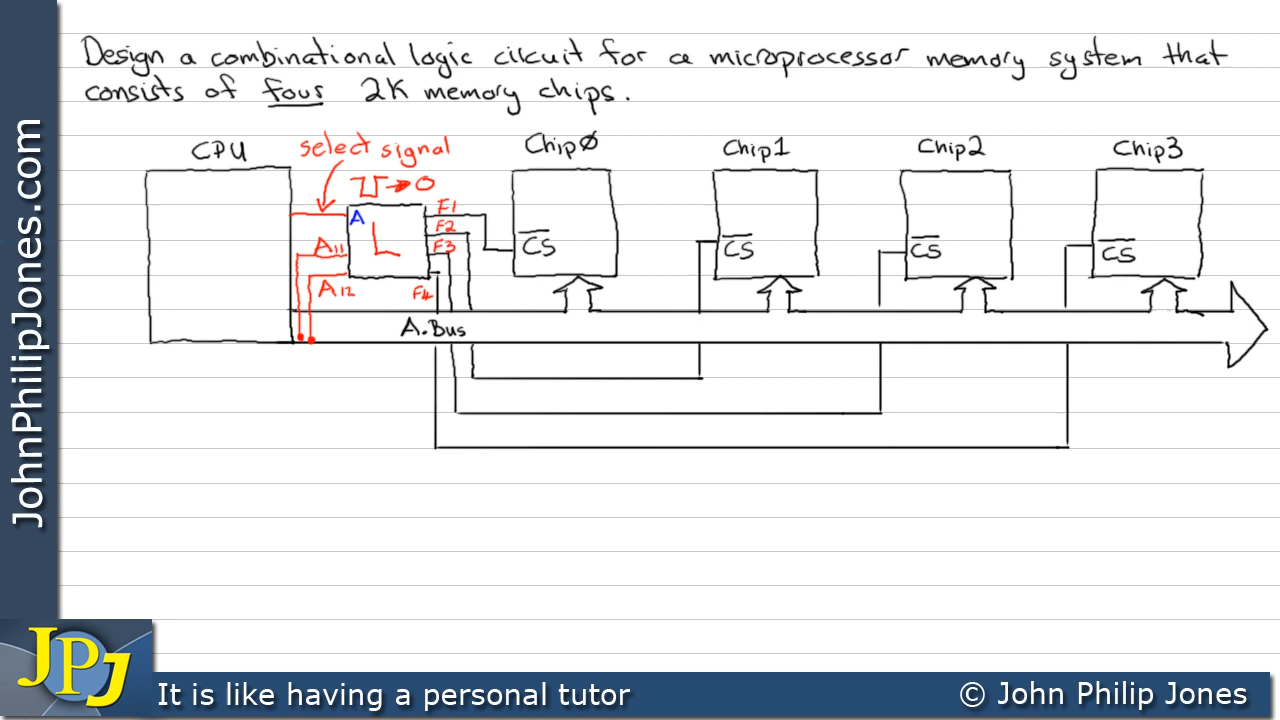 Design a combinational logic circuit for a microprocessor memory system that
consists of four 2K memory chips.
CPU
select signal
Chip0
Chip1
Chip2
Chip3
0
A
F1
F2
F3
F4
A11
A12
L
CS
CS
CS
CS
A.Bus
JohnPhilipJones.com
JPJ
It is like having a personal tutor
© John Philip Jones